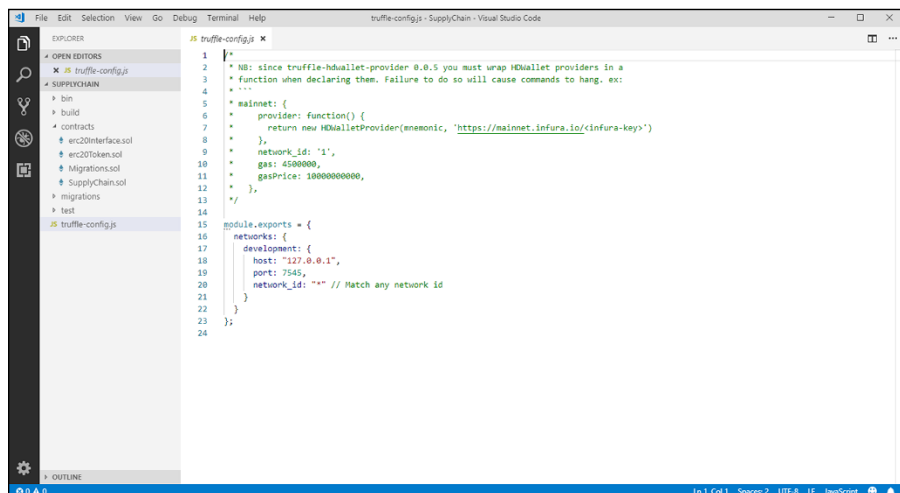 File Edit Selection View Go Debug Terminal Help
truffle-config.js - SupplyChain - Visual Studio Code
EXPLORER
OPEN EDITORS
JS truffle-config.js
SUPPLYCHAIN
bin
build
contracts
erc20Interface.sol
erc20Token.sol
Migrations.sol
SupplyChain.sol
migrations
test
JS truffle-config.js
OUTLINE
JS truffle-config.js
1 /*
2 * NB: since truffle-hdwallet-provider 0.0.5 you must wrap HDWallet providers in a
3 * function when declaring them. Failure to do so will cause commands to hang. ex:
4 * ```
5 * mainnet: {
6 * provider: function() {
7 * return new HDWalletProvider(mnemonic, 'https://mainnet.infura.io/<infura-key>')
8 * },
9 * network_id: '1',
10 * gas: 4500000,
11 * gasPrice: 10000000000,
12 * },
13 */
14
15 module.exports = {
16 networks: {
17 development: {
18 host: "127.0.0.1",
19 port: 7545,
20 network_id: "*" // Match any network id
21 }
22 }
23 };
24
0 0
Ln 1, Col 1 Spaces: 2 UTF-8 LF JavaScript